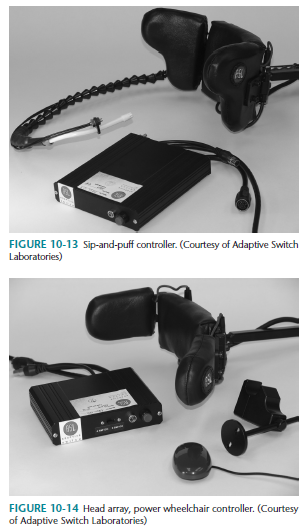 FIGURE 10-13 Sip-and-puff controller. (Courtesy of Adaptive Switch
Laboratories)
FIGURE 10-14 Head array, power wheelchair controller. (Courtesy
of Adaptive Switch Laboratories)